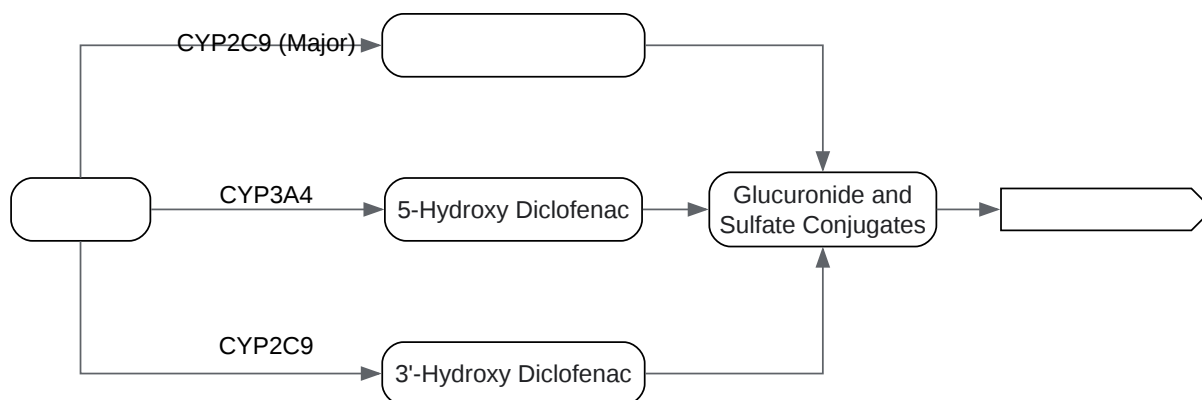 CYP2C9 (Major)
CYP3A4
5-Hydroxy Diclofenac
Glucuronide and
Sulfate Conjugates
CYP2C9
3'-Hydroxy Diclofenac